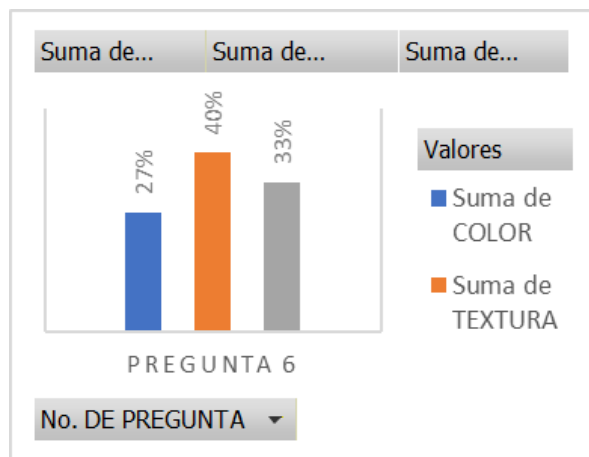 Suma de... Suma de... Suma de...
27% 40% 33%
Valores
Suma de
COLOR
Suma de
TEXTURA
PREGUNTA 6
No. DE PREGUNTA